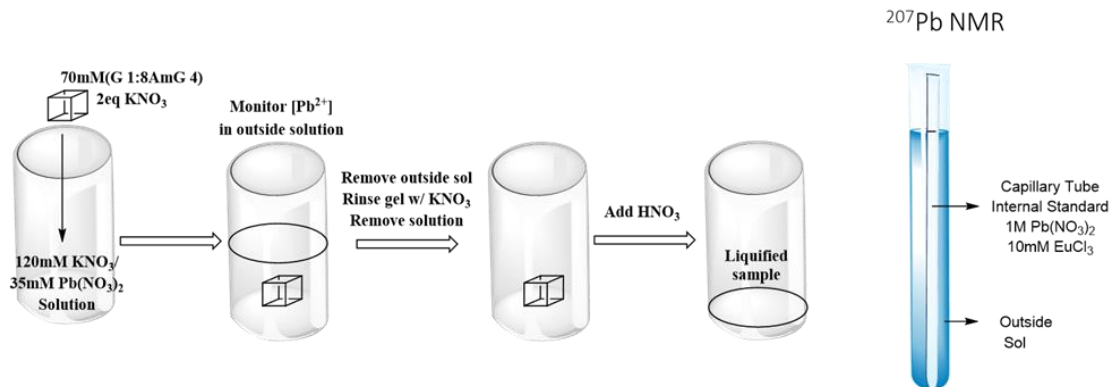 70mM(G 1:8AmG 4)
2eq KNO₃
120mM KNO₃/
35mM Pb(NO₃)₂
Solution
Monitor [Pb²⁺]
in outside solution
Remove outside sol
Rinse gel w/ KNO₃
Remove solution
Add HNO₃
Liquified
sample
²⁰⁷Pb NMR
Capillary Tube
Internal Standard
1M Pb(NO₃)₂
10mM EuCl₃
Outside
Sol